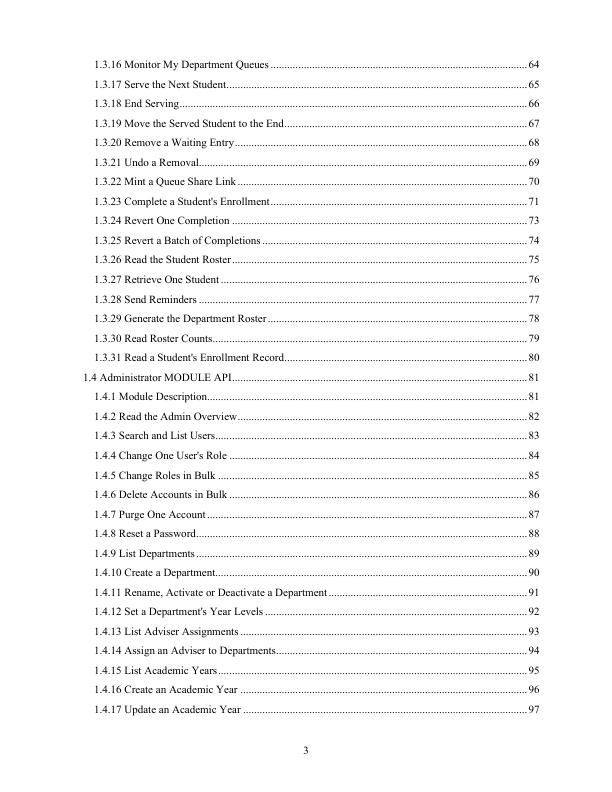 1.3.16 Monitor My Department Queues ........ 64
1.3.17 Serve the Next Student ........ 65
1.3.18 End Serving ........ 66
1.3.19 Move the Served Student to the End ........ 67
1.3.20 Remove a Waiting Entry ........ 68
1.3.21 Undo a Removal ........ 69
1.3.22 Mint a Queue Share Link ........ 70
1.3.23 Complete a Student's Enrollment ........ 71
1.3.24 Revert One Completion ........ 73
1.3.25 Revert a Batch of Completions ........ 74
1.3.26 Read the Student Roster ........ 75
1.3.27 Retrieve One Student ........ 76
1.3.28 Send Reminders ........ 77
1.3.29 Generate the Department Roster ........ 78
1.3.30 Read Roster Counts ........ 79
1.3.31 Read a Student's Enrollment Record ........ 80
1.4 Administrator MODULE API ........ 81
1.4.1 Module Description ........ 81
1.4.2 Read the Admin Overview ........ 82
1.4.3 Search and List Users ........ 83
1.4.4 Change One User's Role ........ 84
1.4.5 Change Roles in Bulk ........ 85
1.4.6 Delete Accounts in Bulk ........ 86
1.4.7 Purge One Account ........ 87
1.4.8 Reset a Password ........ 88
1.4.9 List Departments ........ 89
1.4.10 Create a Department ........ 90
1.4.11 Rename, Activate or Deactivate a Department ........ 91
1.4.12 Set a Department's Year Levels ........ 92
1.4.13 List Adviser Assignments ........ 93
1.4.14 Assign an Adviser to Departments ........ 94
1.4.15 List Academic Years ........ 95
1.4.16 Create an Academic Year ........ 96
1.4.17 Update an Academic Year ........ 97
3